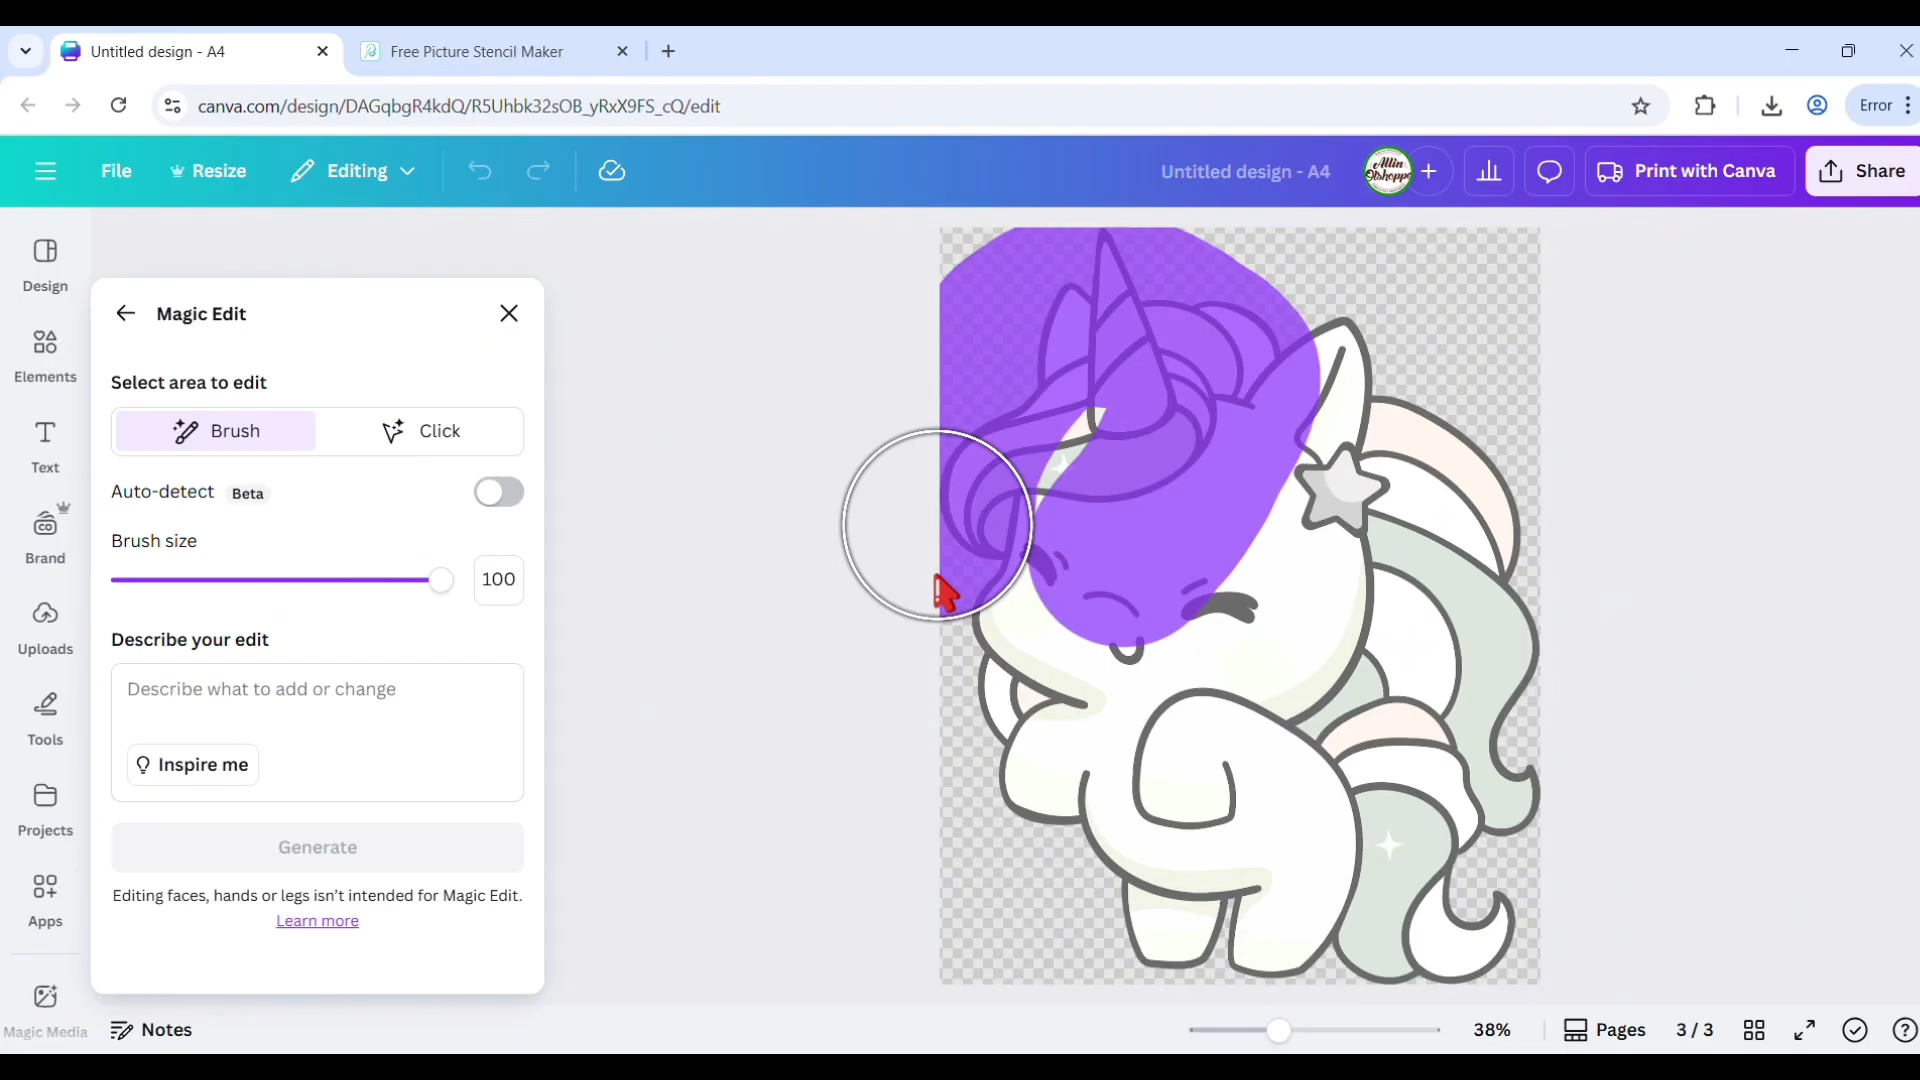 Untitled design - A4
Free Picture Stencil Maker
canva.com/design/DAGqbgR4kdQ/R5Uhbk32sOB_yRxX9FS_cQ/edit
Error
File
Resize
Editing
Untitled design - A4
Allin
Olshoppe
Print with Canva
Share
Design
Elements
Text
Brand
Uploads
Tools
Projects
Apps
Magic Media
Magic Edit
Select area to edit
Brush
Click
Auto-detect Beta
Brush size
100
Describe your edit
Describe what to add or change
Inspire me
Generate
Editing faces, hands or legs isn't intended for Magic Edit.
Learn more
Notes
38%
Pages
3 / 3